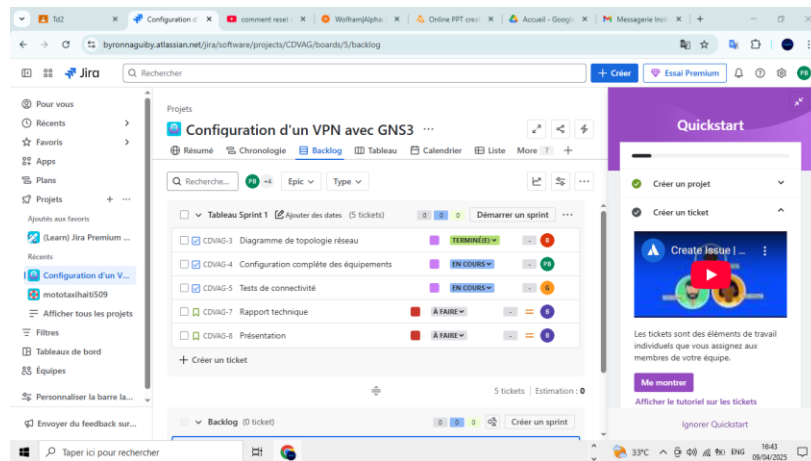 Td2
Configuration d'
comment reset
Wolfram|Alpha:
Online PPT crea
Accueil - Google
Messagerie Insti
byronnaguiby.atlassian.net/jira/software/projects/CDVAG/boards/5/backlog
Jira
Rechercher
+ Créer
Essai Premium
PB
Pour vous
Récents
Favoris
Apps
Plans
Projets
Ajoutés aux favoris
(Learn) Jira Premium ...
Récents
Configuration d'un V...
mototaxihaiti509
Afficher tous les projets
Filtres
Tableaux de bord
Équipes
Personnaliser la barre la...
Envoyer du feedback sur...
Projets
Configuration d'un VPN avec GNS3 ...
Résumé Chronologie Backlog Tableau Calendrier Liste More 7 +
Recherche... PB +4 Epic Type
Tableau Sprint 1 Ajouter des dates (5 tickets) 0 0 0 Démarrer un sprint ...
CDVAG-3 Diagramme de topologie réseau TERMINÉ(E) - B
CDVAG-4 Configuration complète des équipements EN COURS - PB
CDVAG-5 Tests de connectivité EN COURS - G
CDVAG-7 Rapport technique À FAIRE - B
CDVAG-8 Présentation À FAIRE - B
+ Créer un ticket
5 tickets | Estimation : 0
Backlog (0 ticket) 0 0 0 Créer un sprint
Quickstart
Créer un projet
Créer un ticket
Create Issue | ...
Les tickets sont des éléments de travail
individuels que vous assignez aux
membres de votre équipe.
Me montrer
Afficher le tutoriel sur les tickets
Ignorer Quickstart
Taper ici pour rechercher
33°C
ENG
16:43
09/04/2025